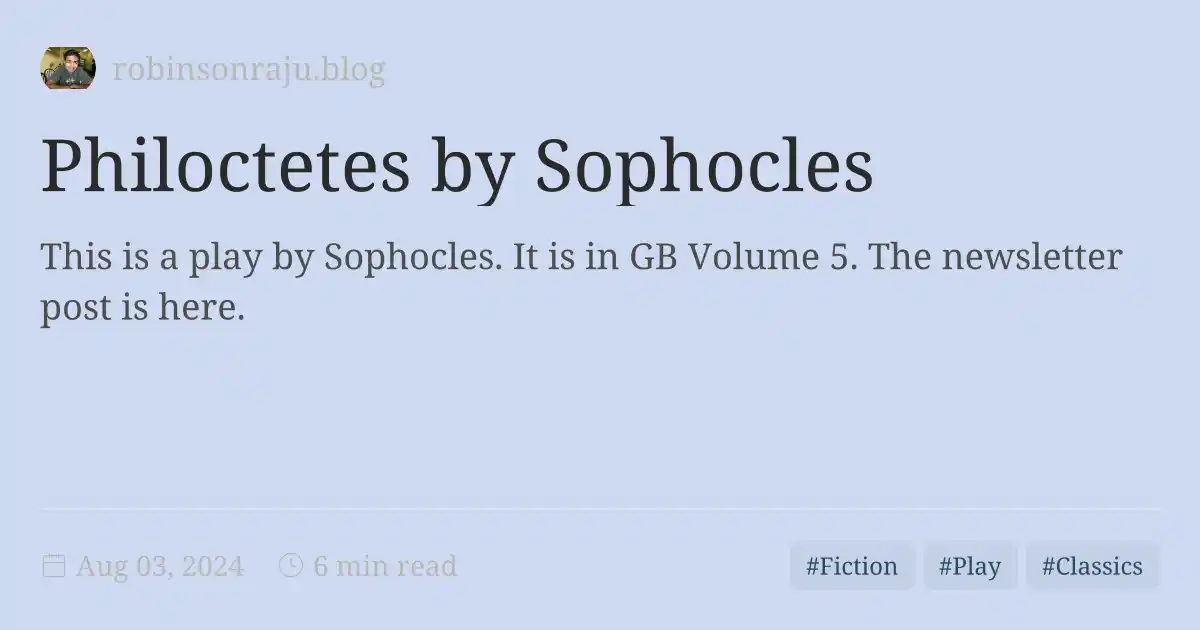 robinsonraju.blog
Philoctetes by Sophocles
This is a play by Sophocles. It is in GB Volume 5. The newsletter
post is here.
Aug 03, 2024 6 min read #Fiction #Play #Classics